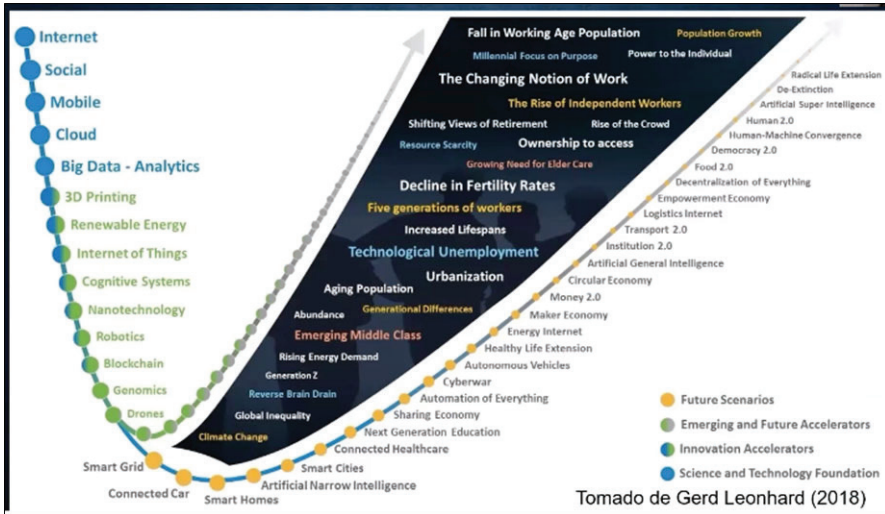 Internet
Social
Mobile
Cloud
Big Data - Analytics
3D Printing
Renewable Energy
Internet of Things
Cognitive Systems
Nanotechnology
Robotics
Blockchain
Genomics
Drones
Smart Grid
Connected Car
Smart Homes
Artificial Narrow Intelligence
Smart Cities
Connected Healthcare
Next Generation Education
Sharing Economy
Automation of Everything
Cyberwar
Autonomous Vehicles
Healthy Life Extension
Energy Internet
Maker Economy
Money 2.0
Circular Economy
Artificial General Intelligence
Institution 2.0
Transport 2.0
Logistics Internet
Empowerment Economy
Decentralization of Everything
Food 2.0
Democracy 2.0
Human-Machine Convergence
Human 2.0
Artificial Super Intelligence
De-Extinction
Radical Life Extension
Fall in Working Age Population
Population Growth
Millennial Focus on Purpose
Power to the Individual
The Changing Notion of Work
The Rise of Independent Workers
Shifting Views of Retirement
Rise of the Crowd
Resource Scarcity
Ownership to access
Growing Need for Elder Care
Decline in Fertility Rates
Five generations of workers
Increased Lifespans
Technological Unemployment
Urbanization
Aging Population
Abundance
Generational Differences
Emerging Middle Class
Rising Energy Demand
Generation Z
Reverse Brain Drain
Global Inequality
Climate Change
Future Scenarios
Emerging and Future Accelerators
Innovation Accelerators
Science and Technology Foundation
Tomado de Gerd Leonhard (2018)